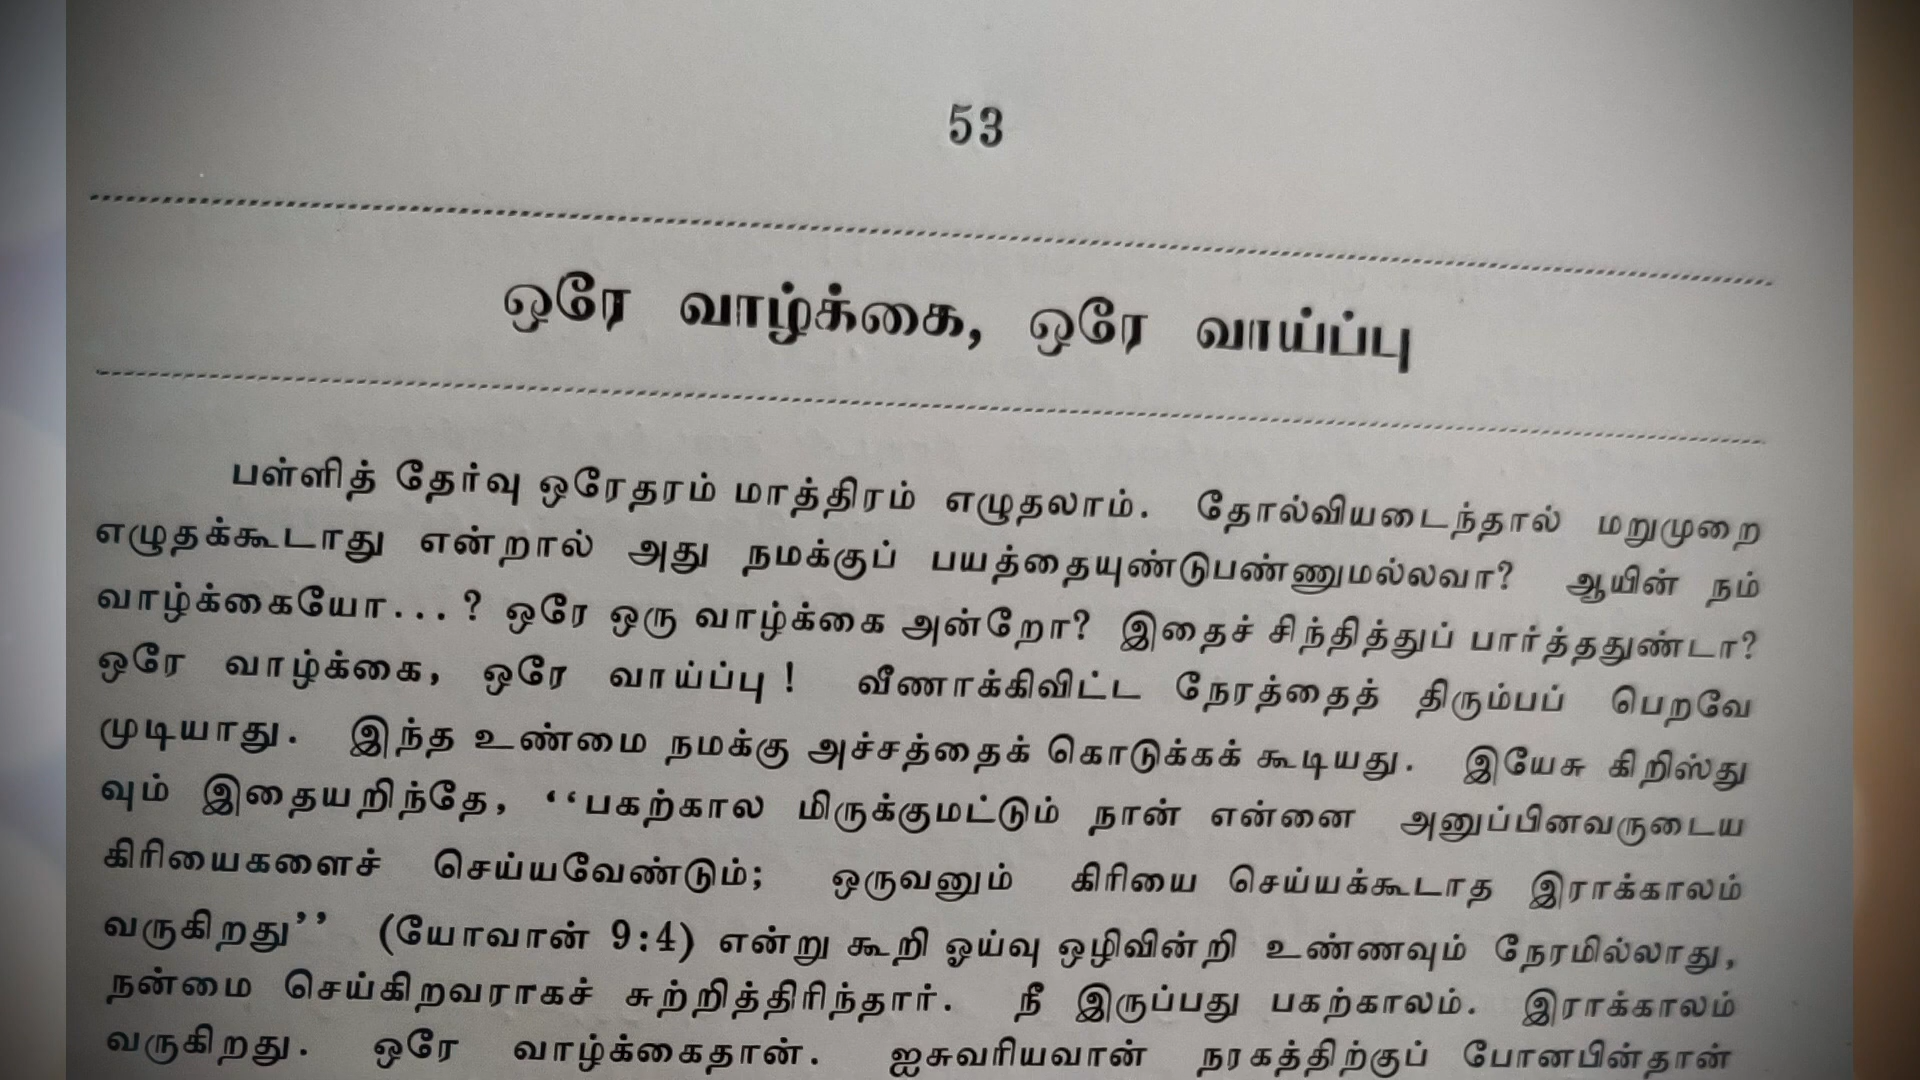 53
ஒரே வாழ்க்கை, ஒரே வாய்ப்பு
பள்ளித் தேர்வு ஒரேதரம் மாத்திரம் எழுதலாம். தோல்வியடைந்தால் மறுமுறை
எழுதக்கூடாது என்றால் அது நமக்குப் பயத்தையுண்டுபண்ணுமல்லவா? ஆயின் நம்
வாழ்க்கையோ...? ஒரே ஒரு வாழ்க்கை அன்றோ? இதைச் சிந்தித்துப் பார்த்ததுண்டா?
ஒரே வாழ்க்கை, ஒரே வாய்ப்பு! வீணாக்கிவிட்ட நேரத்தைத் திரும்பப் பெறவே
முடியாது. இந்த உண்மை நமக்கு அச்சத்தைக் கொடுக்கக் கூடியது. இயேசு கிறிஸ்து
வும் இதையறிந்தே, ‘‘பகற்கால மிருக்குமட்டும் நான் என்னை அனுப்பினவருடைய
கிரியைகளைச் செய்யவேண்டும்; ஒருவனும் கிரியை செய்யக்கூடாத இராக்காலம்
வருகிறது’’ (யோவான் 9:4) என்று கூறி ஓய்வு ஒழிவின்றி உண்ணவும் நேரமில்லாது,
நன்மை செய்கிறவராகச் சுற்றித்திரிந்தார். நீ இருப்பது பகற்காலம். இராக்காலம்
வருகிறது. ஒரே வாழ்க்கைதான். ஐசுவரியவான் நரகத்திற்குப் போனபின்தான்